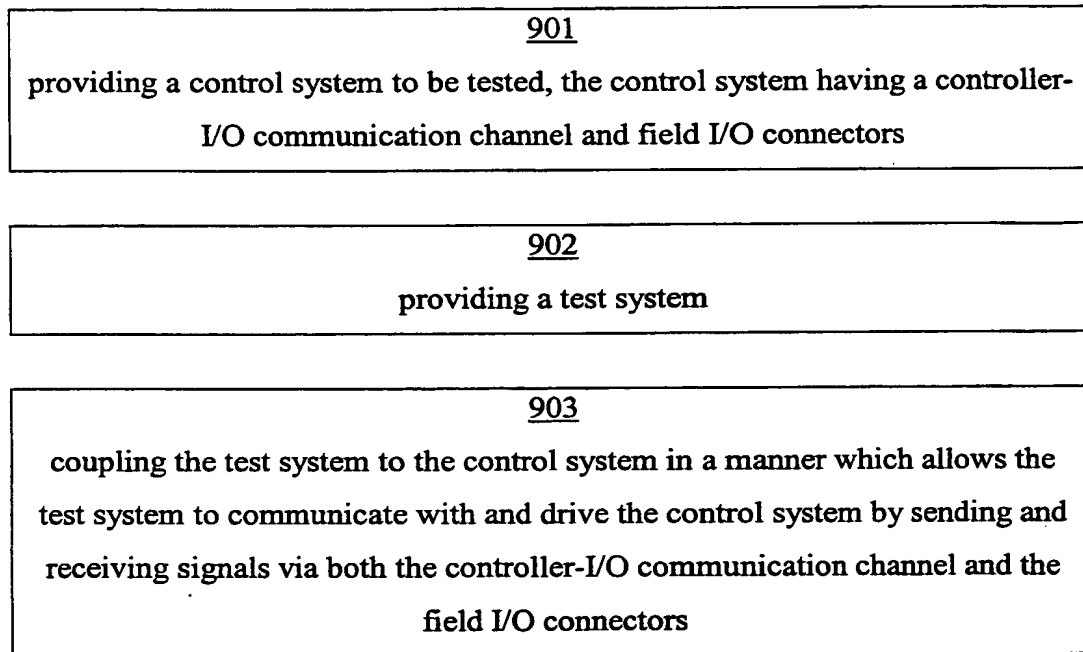 901
providing a control system to be tested, the control system having a controller-
I/O communication channel and field I/O connectors
902
providing a test system
903
coupling the test system to the control system in a manner which allows the
test system to communicate with and drive the control system by sending and
receiving signals via both the controller-I/O communication channel and the
field I/O connectors